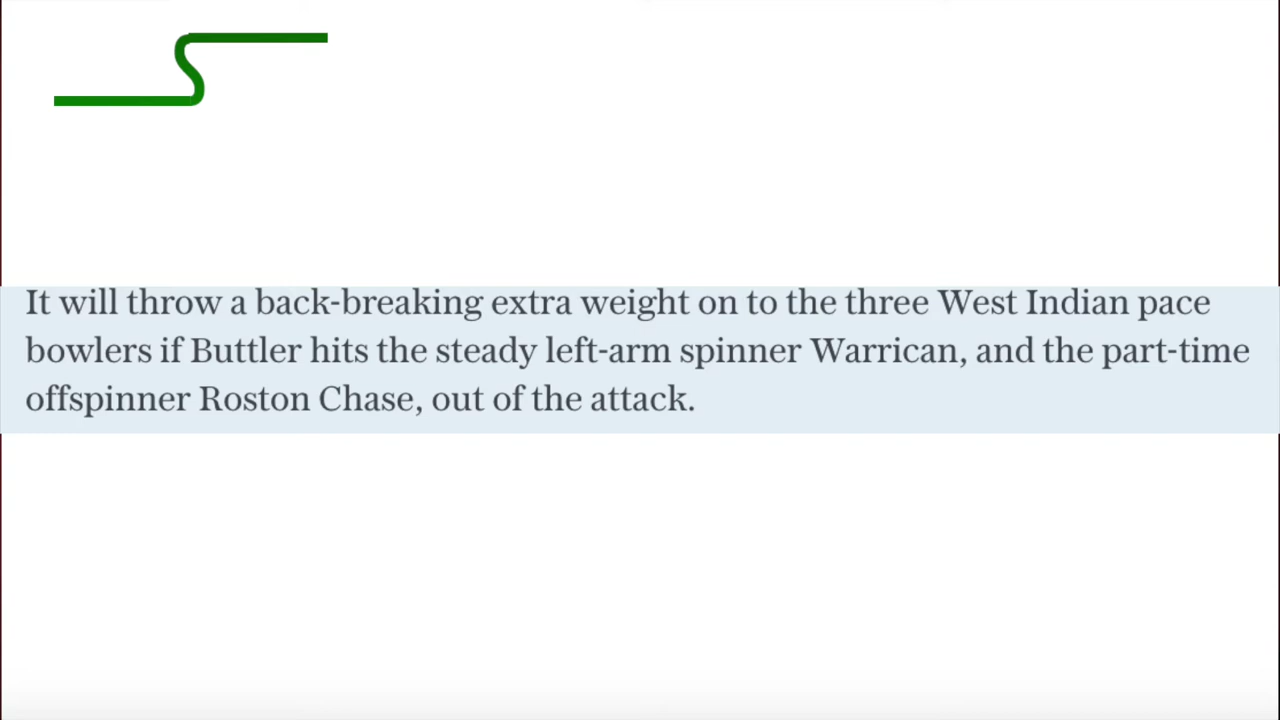 It will throw a back-breaking extra weight on to the three West Indian pace
bowlers if Buttler hits the steady left-arm spinner Warrican, and the part-time
offspinner Roston Chase, out of the attack.